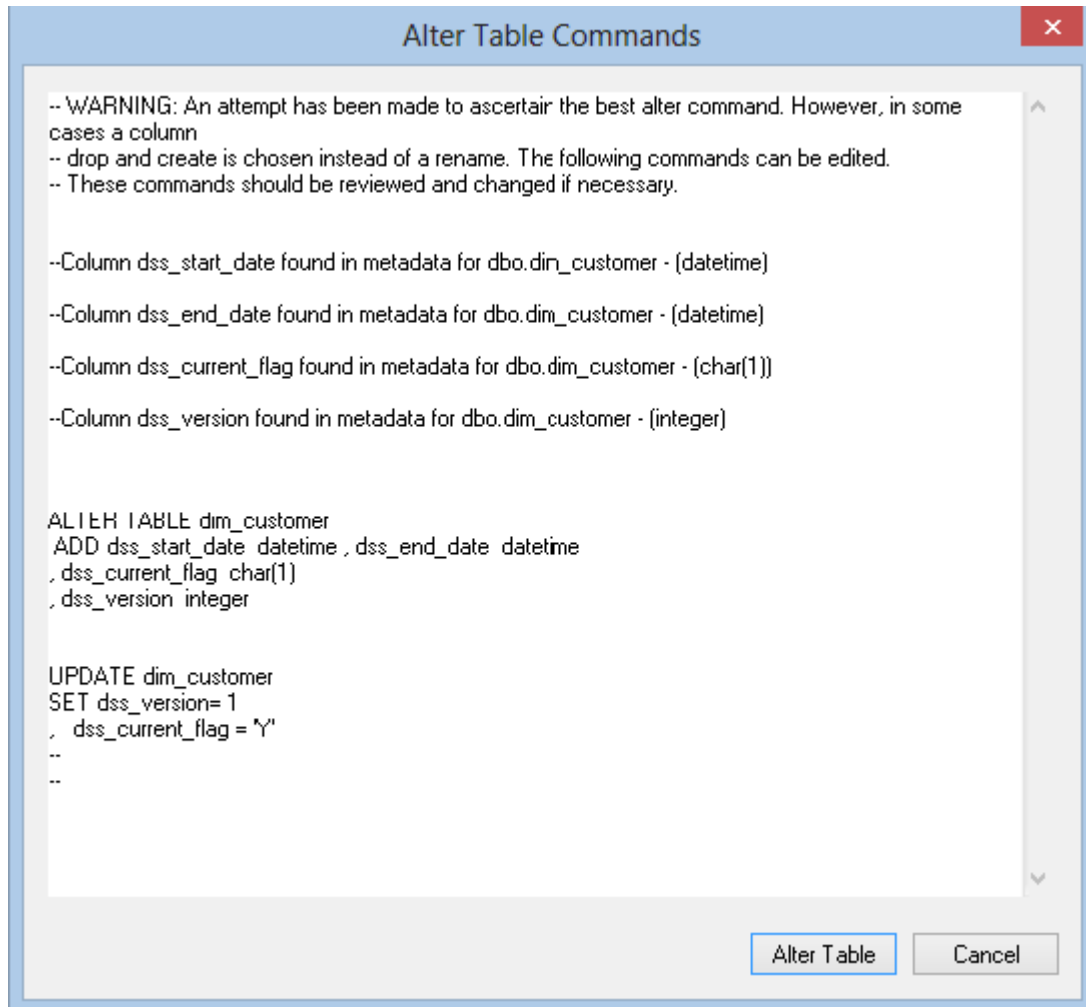 Alter Table Commands
-- WARNING: An attempt has been made to ascertain the best alter command. However, in some
cases a column
-- drop and create is chosen instead of a rename. The following commands can be edited.
-- These commands should be reviewed and changed if necessary.
--Column dss_start_date found in metadata for dbo.dim_customer - (datetime)
--Column dss_end_date found in metadata for dbo.dim_customer - (datetime)
--Column dss_current_flag found in metadata for dbo.dim_customer - (char(1))
--Column dss_version found in metadata for dbo.dim_customer - (integer)
ALTER TABLE dim_customer
ADD dss_start_date datetime , dss_end_date datetime
, dss_current_flag char(1)
, dss_version integer
UPDATE dim_customer
SET dss_version= 1
, dss_current_flag = 'Y'
--
--
Alter Table
Cancel